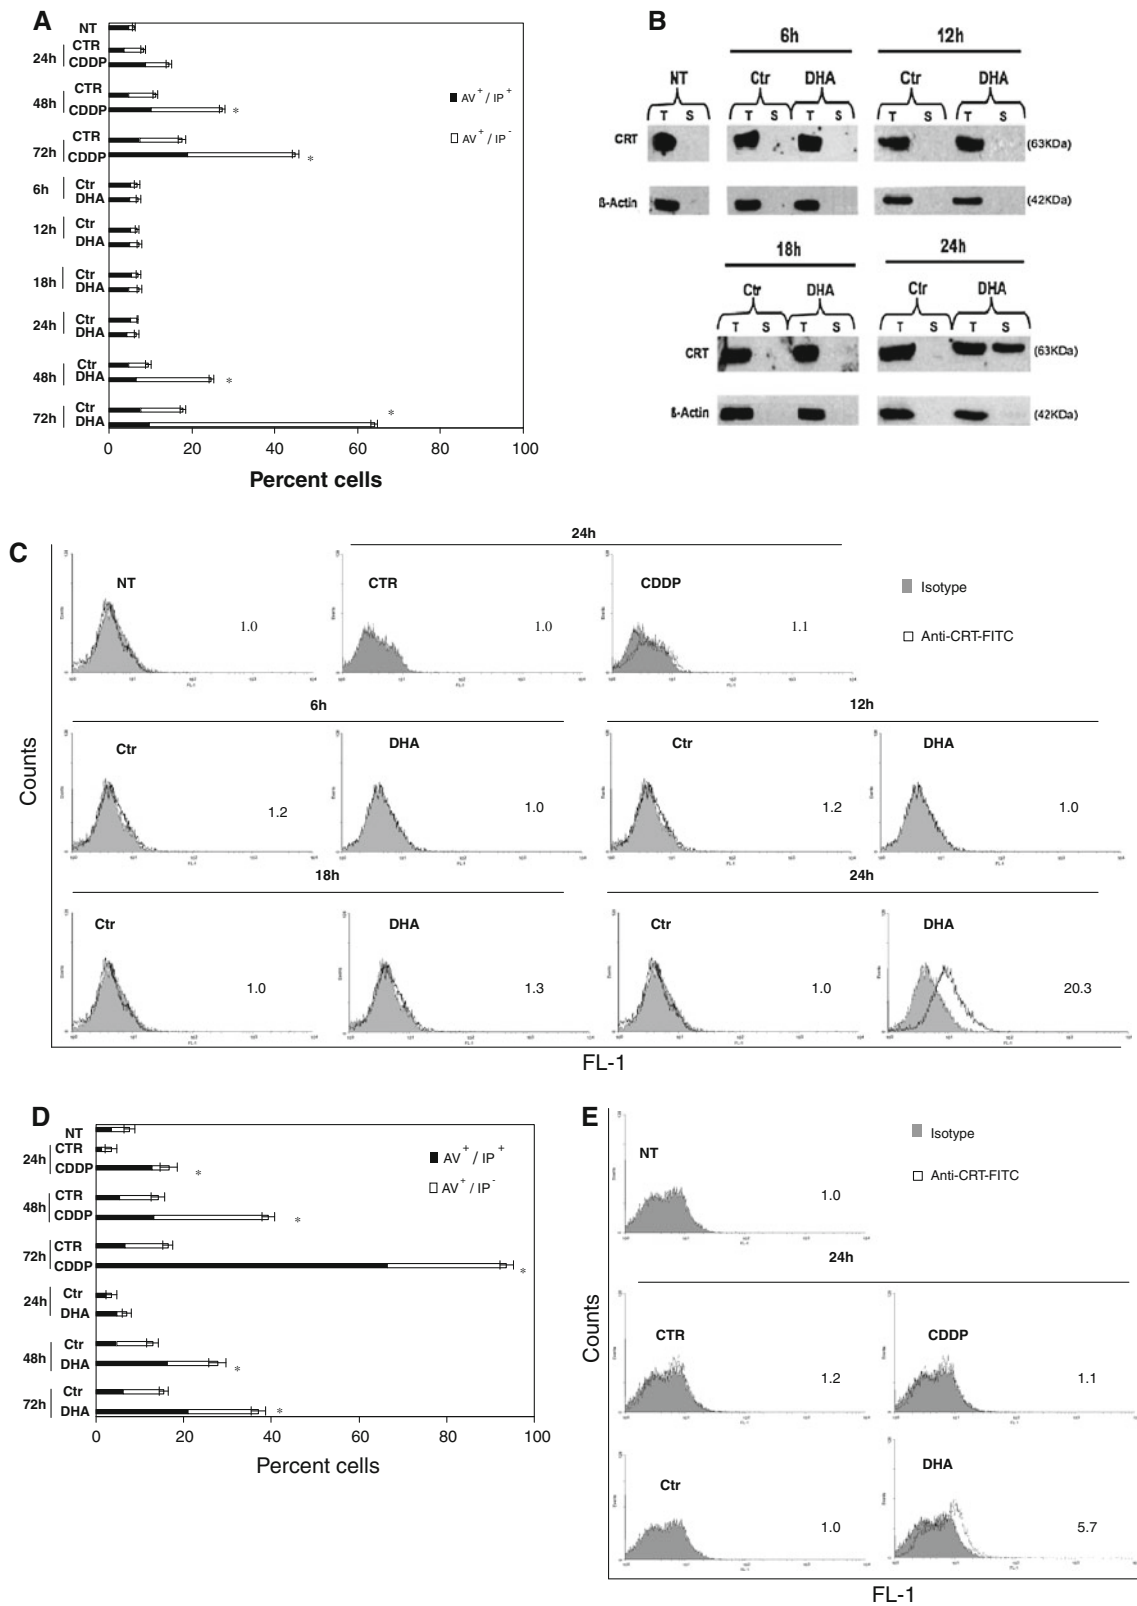 A
NT
24h CTR
CDDP
48h CTR
CDDP *
72h CTR
CDDP *
6h Ctr
DHA
12h Ctr
DHA
18h Ctr
DHA
24h Ctr
DHA
48h Ctr
DHA *
72h Ctr
DHA *
AV+ / IP+
AV+ / IP-
0 20 40 60 80 100
Percent cells
B
6h 12h
NT Ctr DHA Ctr DHA
T S T S T S T S T S
CRT (63KDa)
ß-Actin (42KDa)
18h 24h
Ctr DHA Ctr DHA
T S T S T S T S
CRT (63KDa)
ß-Actin (42KDa)
C
24h
NT 1.0
CTR 1.0
CDDP 1.1
Isotype
Anti-CRT-FITC
6h 12h
Ctr 1.2
DHA 1.0
Ctr 1.2
DHA 1.0
18h 24h
Ctr 1.0
DHA 1.3
Ctr 1.0
DHA 20.3
Counts
FL-1
D
NT
24h CTR
CDDP *
48h CTR
CDDP *
72h CTR
CDDP *
24h Ctr
DHA
48h Ctr
DHA *
72h Ctr
DHA *
AV+ / IP+
AV+ / IP-
0 20 40 60 80 100
Percent cells
E
NT 1.0
Isotype
Anti-CRT-FITC
24h
CTR 1.2
CDDP 1.1
Ctr 1.0
DHA 5.7
Counts
FL-1